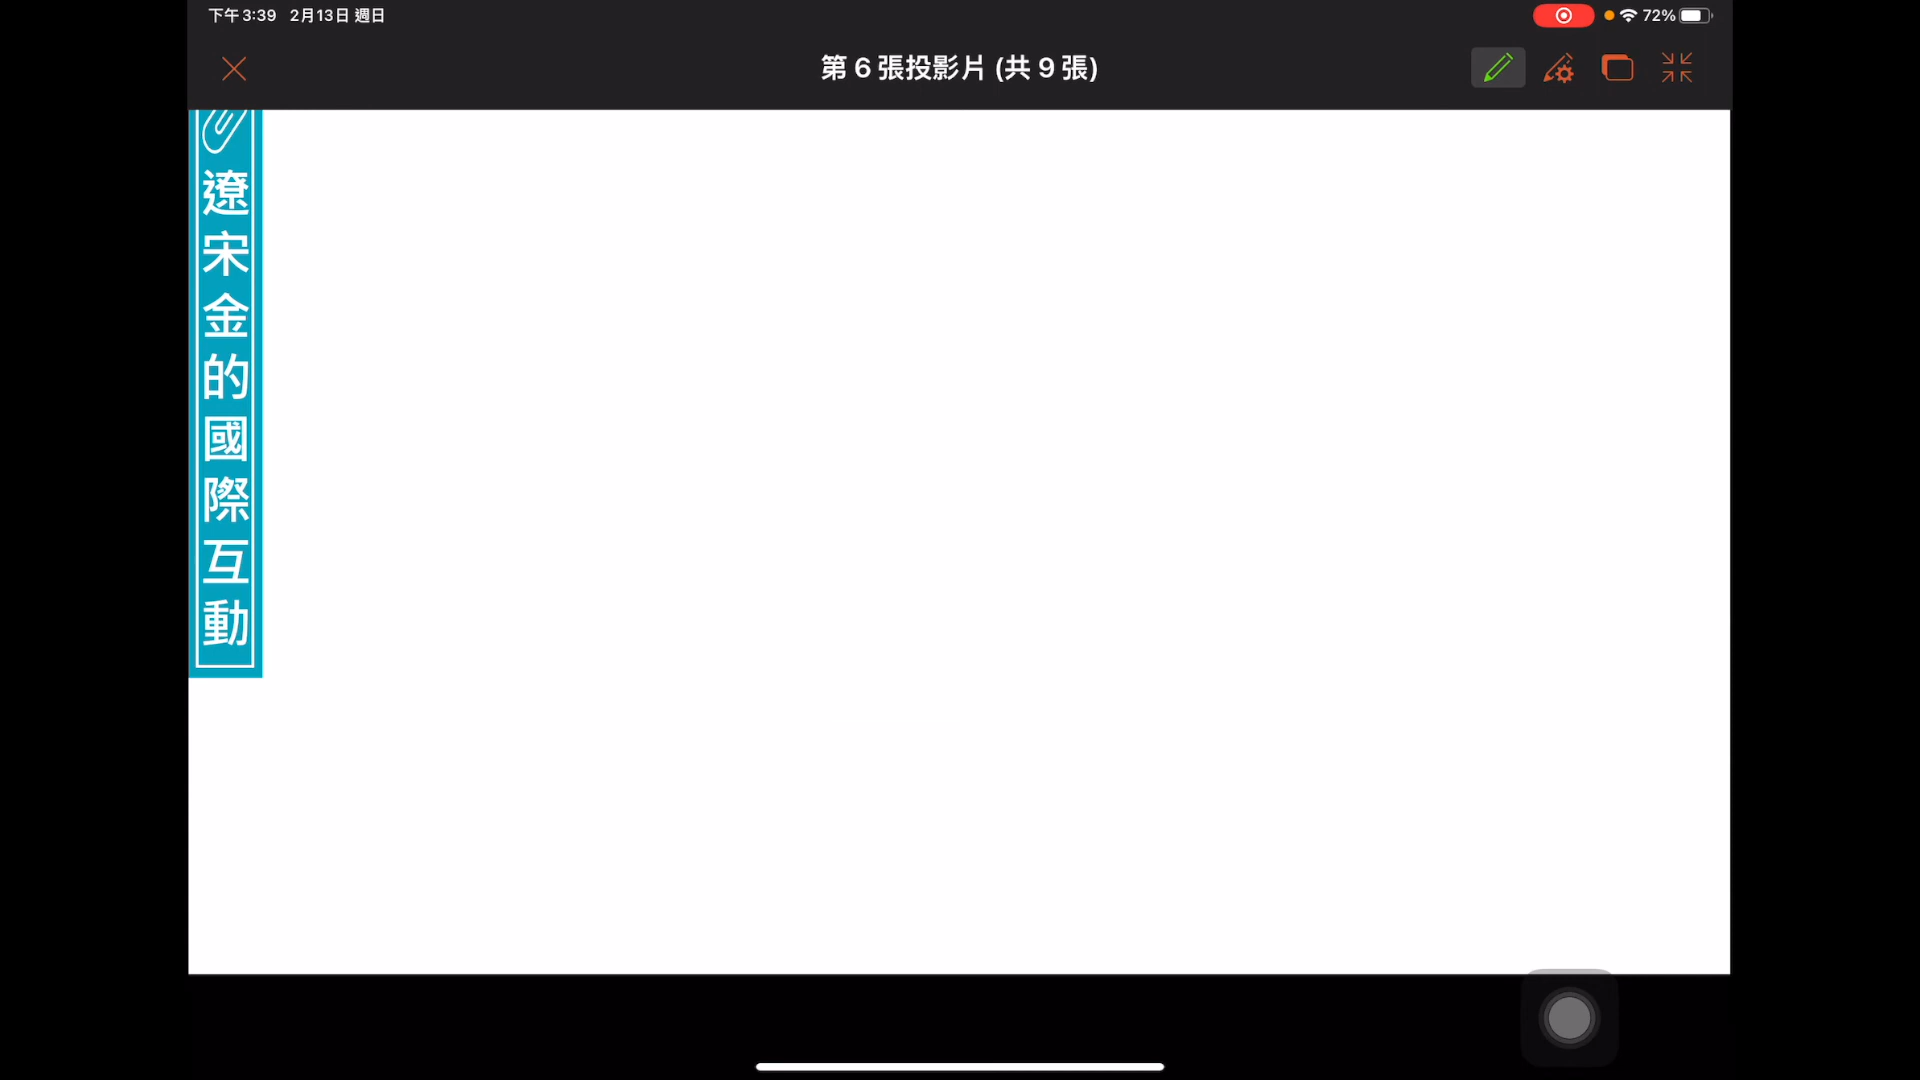 下午3:39 2月13日 週日
72%
第 6 張投影片 (共 9 張)
遼宋金的國際互動